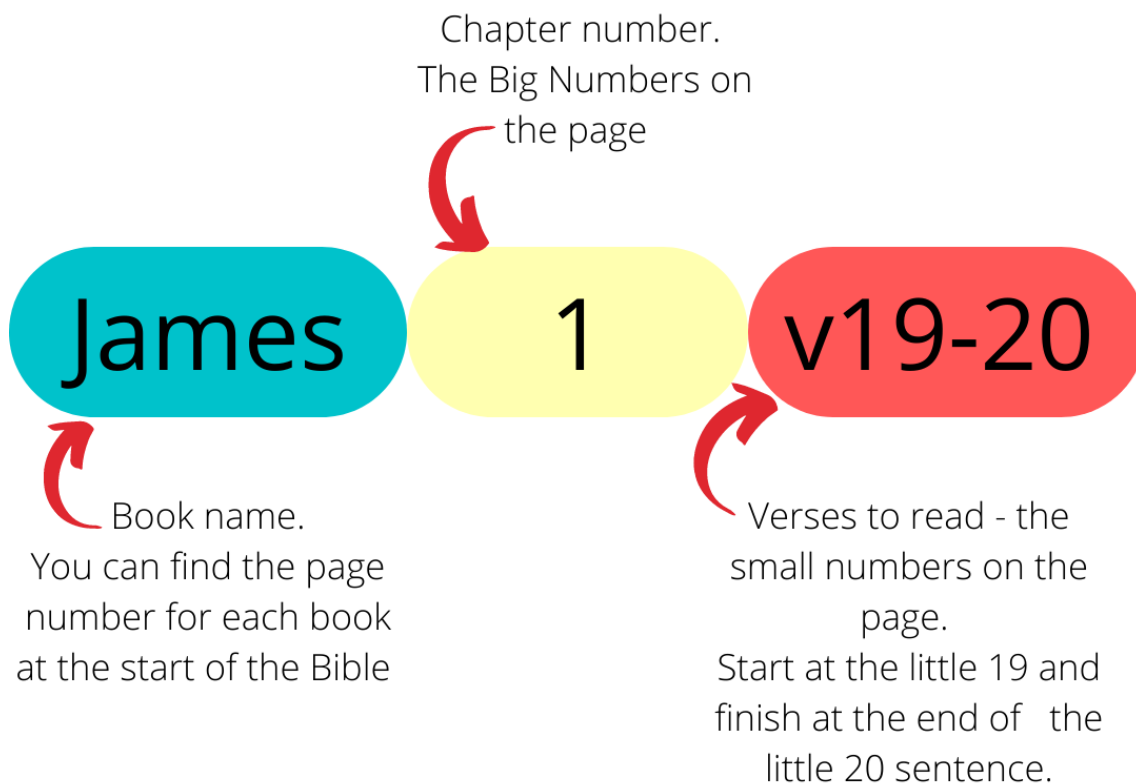 Chapter number.
The Big Numbers on
the page
James
1
v19-20
Book name.
You can find the page
number for each book
at the start of the Bible
Verses to read - the
small numbers on the
page.
Start at the little 19 and
finish at the end of the
little 20 sentence.